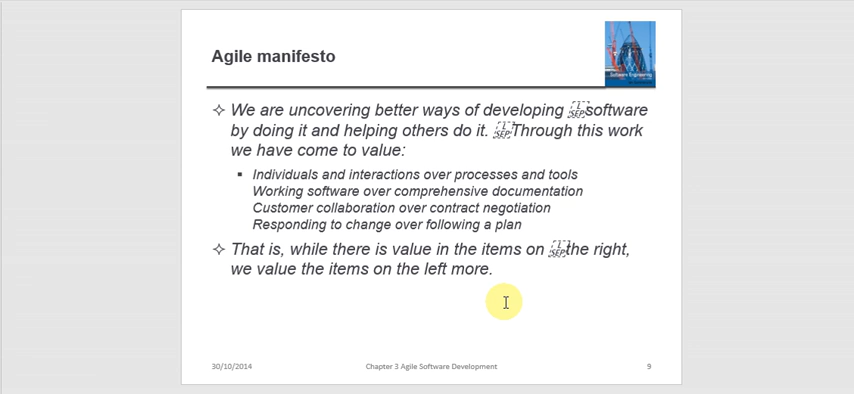 Agile manifesto
Software Engineering
✧ We are uncovering better ways of developing software
by doing it and helping others do it. Through this work
we have come to value:
▪ Individuals and interactions over processes and tools
Working software over comprehensive documentation
Customer collaboration over contract negotiation
Responding to change over following a plan
✧ That is, while there is value in the items on the right,
we value the items on the left more.
30/10/2014 Chapter 3 Agile Software Development 9